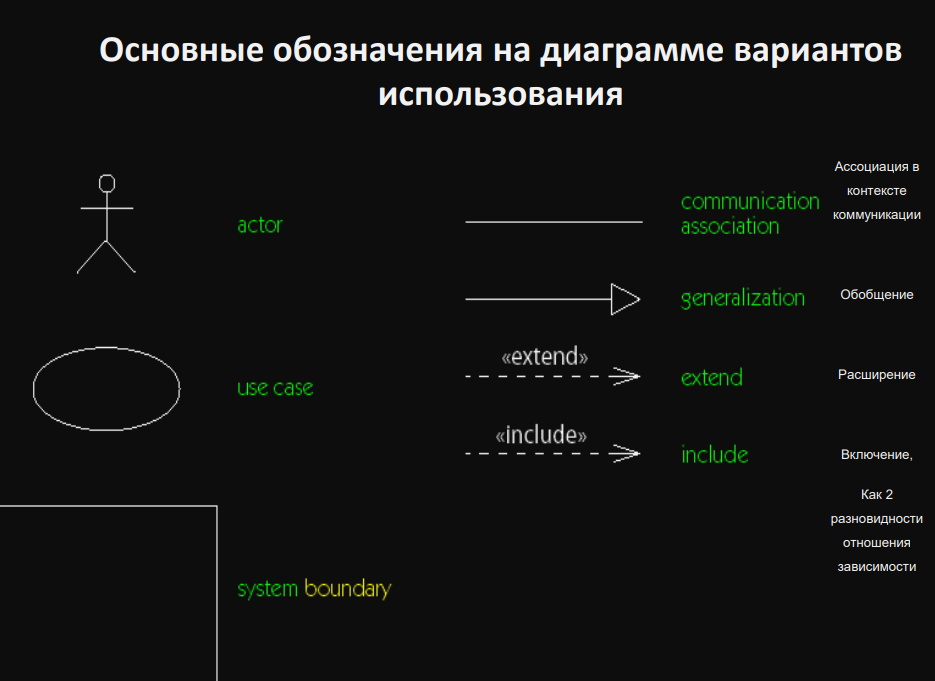 Основные обозначения на диаграмме вариантов
использования
actor
communication
association
Ассоциация в
контексте
коммуникации
generalization
Обобщение
«extend»
extend
Расширение
use case
«include»
include
Включение,
Как 2
разновидности
отношения
зависимости
system boundary